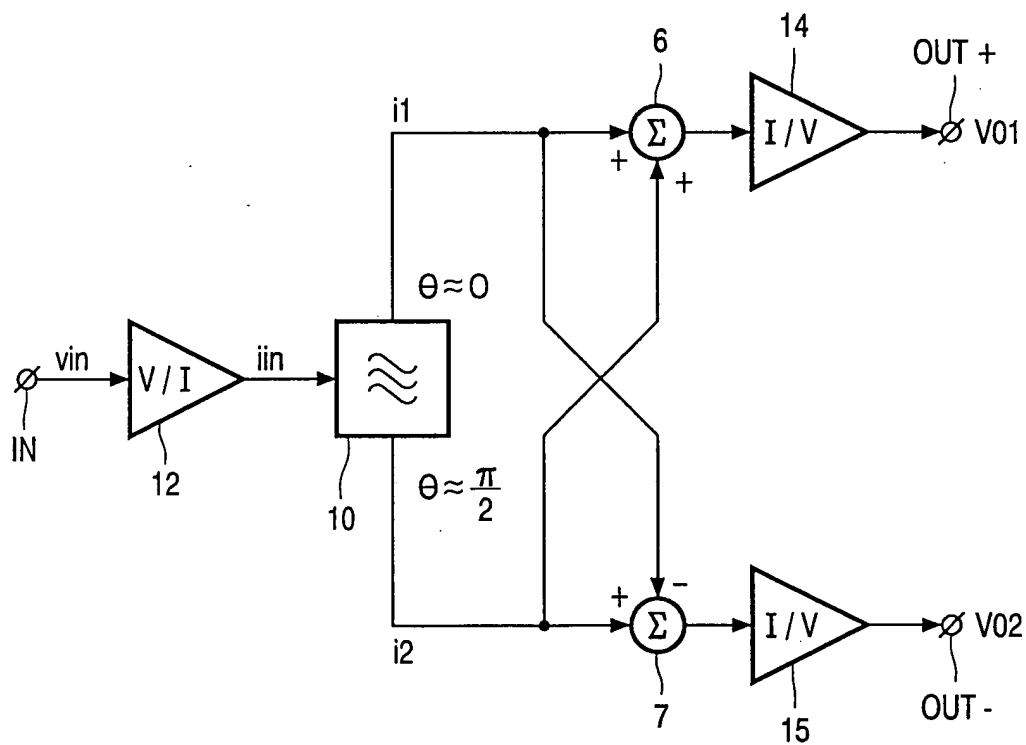 14
6
OUT +
i1
Σ
I/V
V01
+
+
θ≈0
vin
V/I
iin
≈
IN
12
θ≈π/2
10
+
-
Σ
I/V
V02
i2
7
15
OUT -